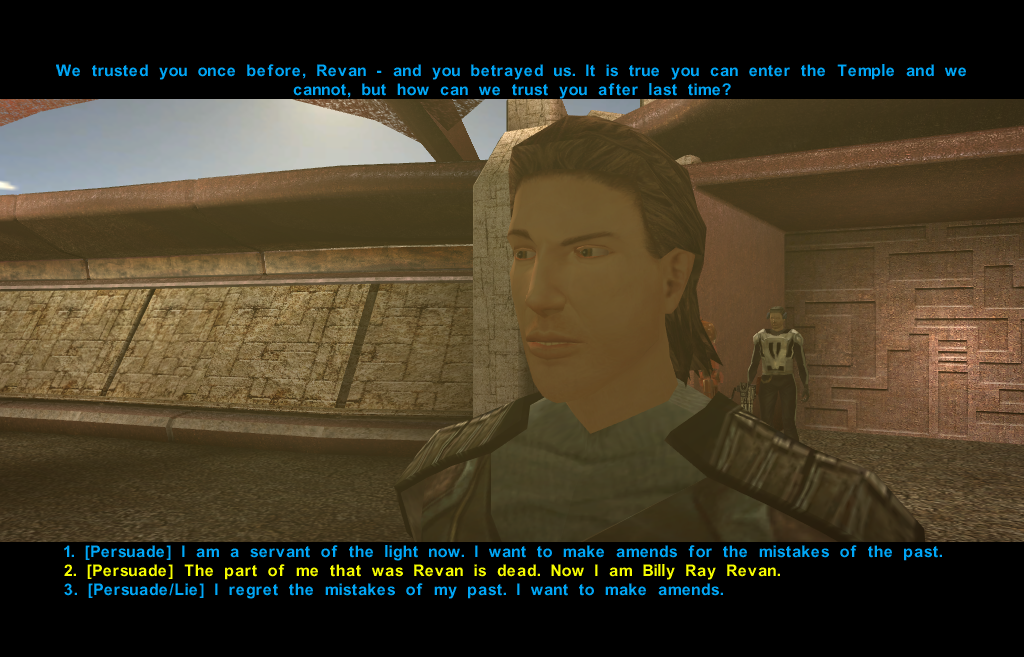 We trusted you once before, Revan - and you betrayed us. It is true you can enter the Temple and we
cannot, but how can we trust you after last time?
1. [Persuade] I am a servant of the light now. I want to make amends for the mistakes of the past.
2. [Persuade] The part of me that was Revan is dead. Now I am Billy Ray Revan.
3. [Persuade/Lie] I regret the mistakes of my past. I want to make amends.